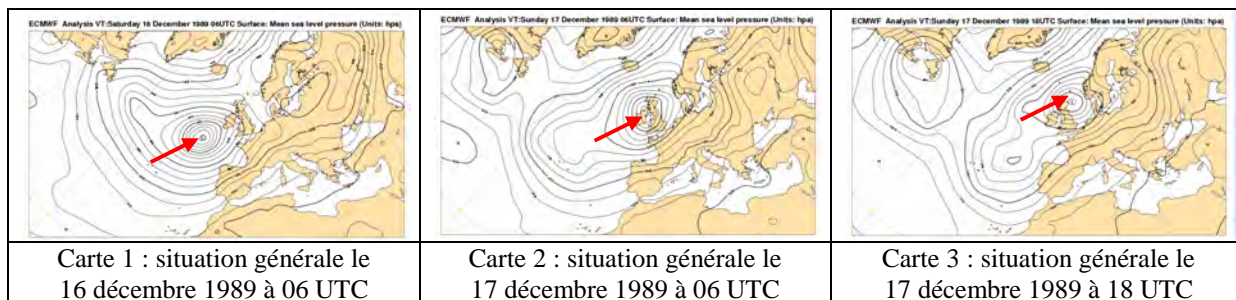 ECMWF Analysis VT:Saturday 16 December 1989 06UTC Surface: Mean sea level pressure (Units: hpa)
ECMWF Analysis VT:Sunday 17 December 1989 06UTC Surface: Mean sea level pressure (Units: hpa)
ECMWF Analysis VT:Sunday 17 December 1989 18UTC Surface: Mean sea level pressure (Units: hpa)
Carte 1 : situation générale le
16 décembre 1989 à 06 UTC
Carte 2 : situation générale le
17 décembre 1989 à 06 UTC
Carte 3 : situation générale le
17 décembre 1989 à 18 UTC